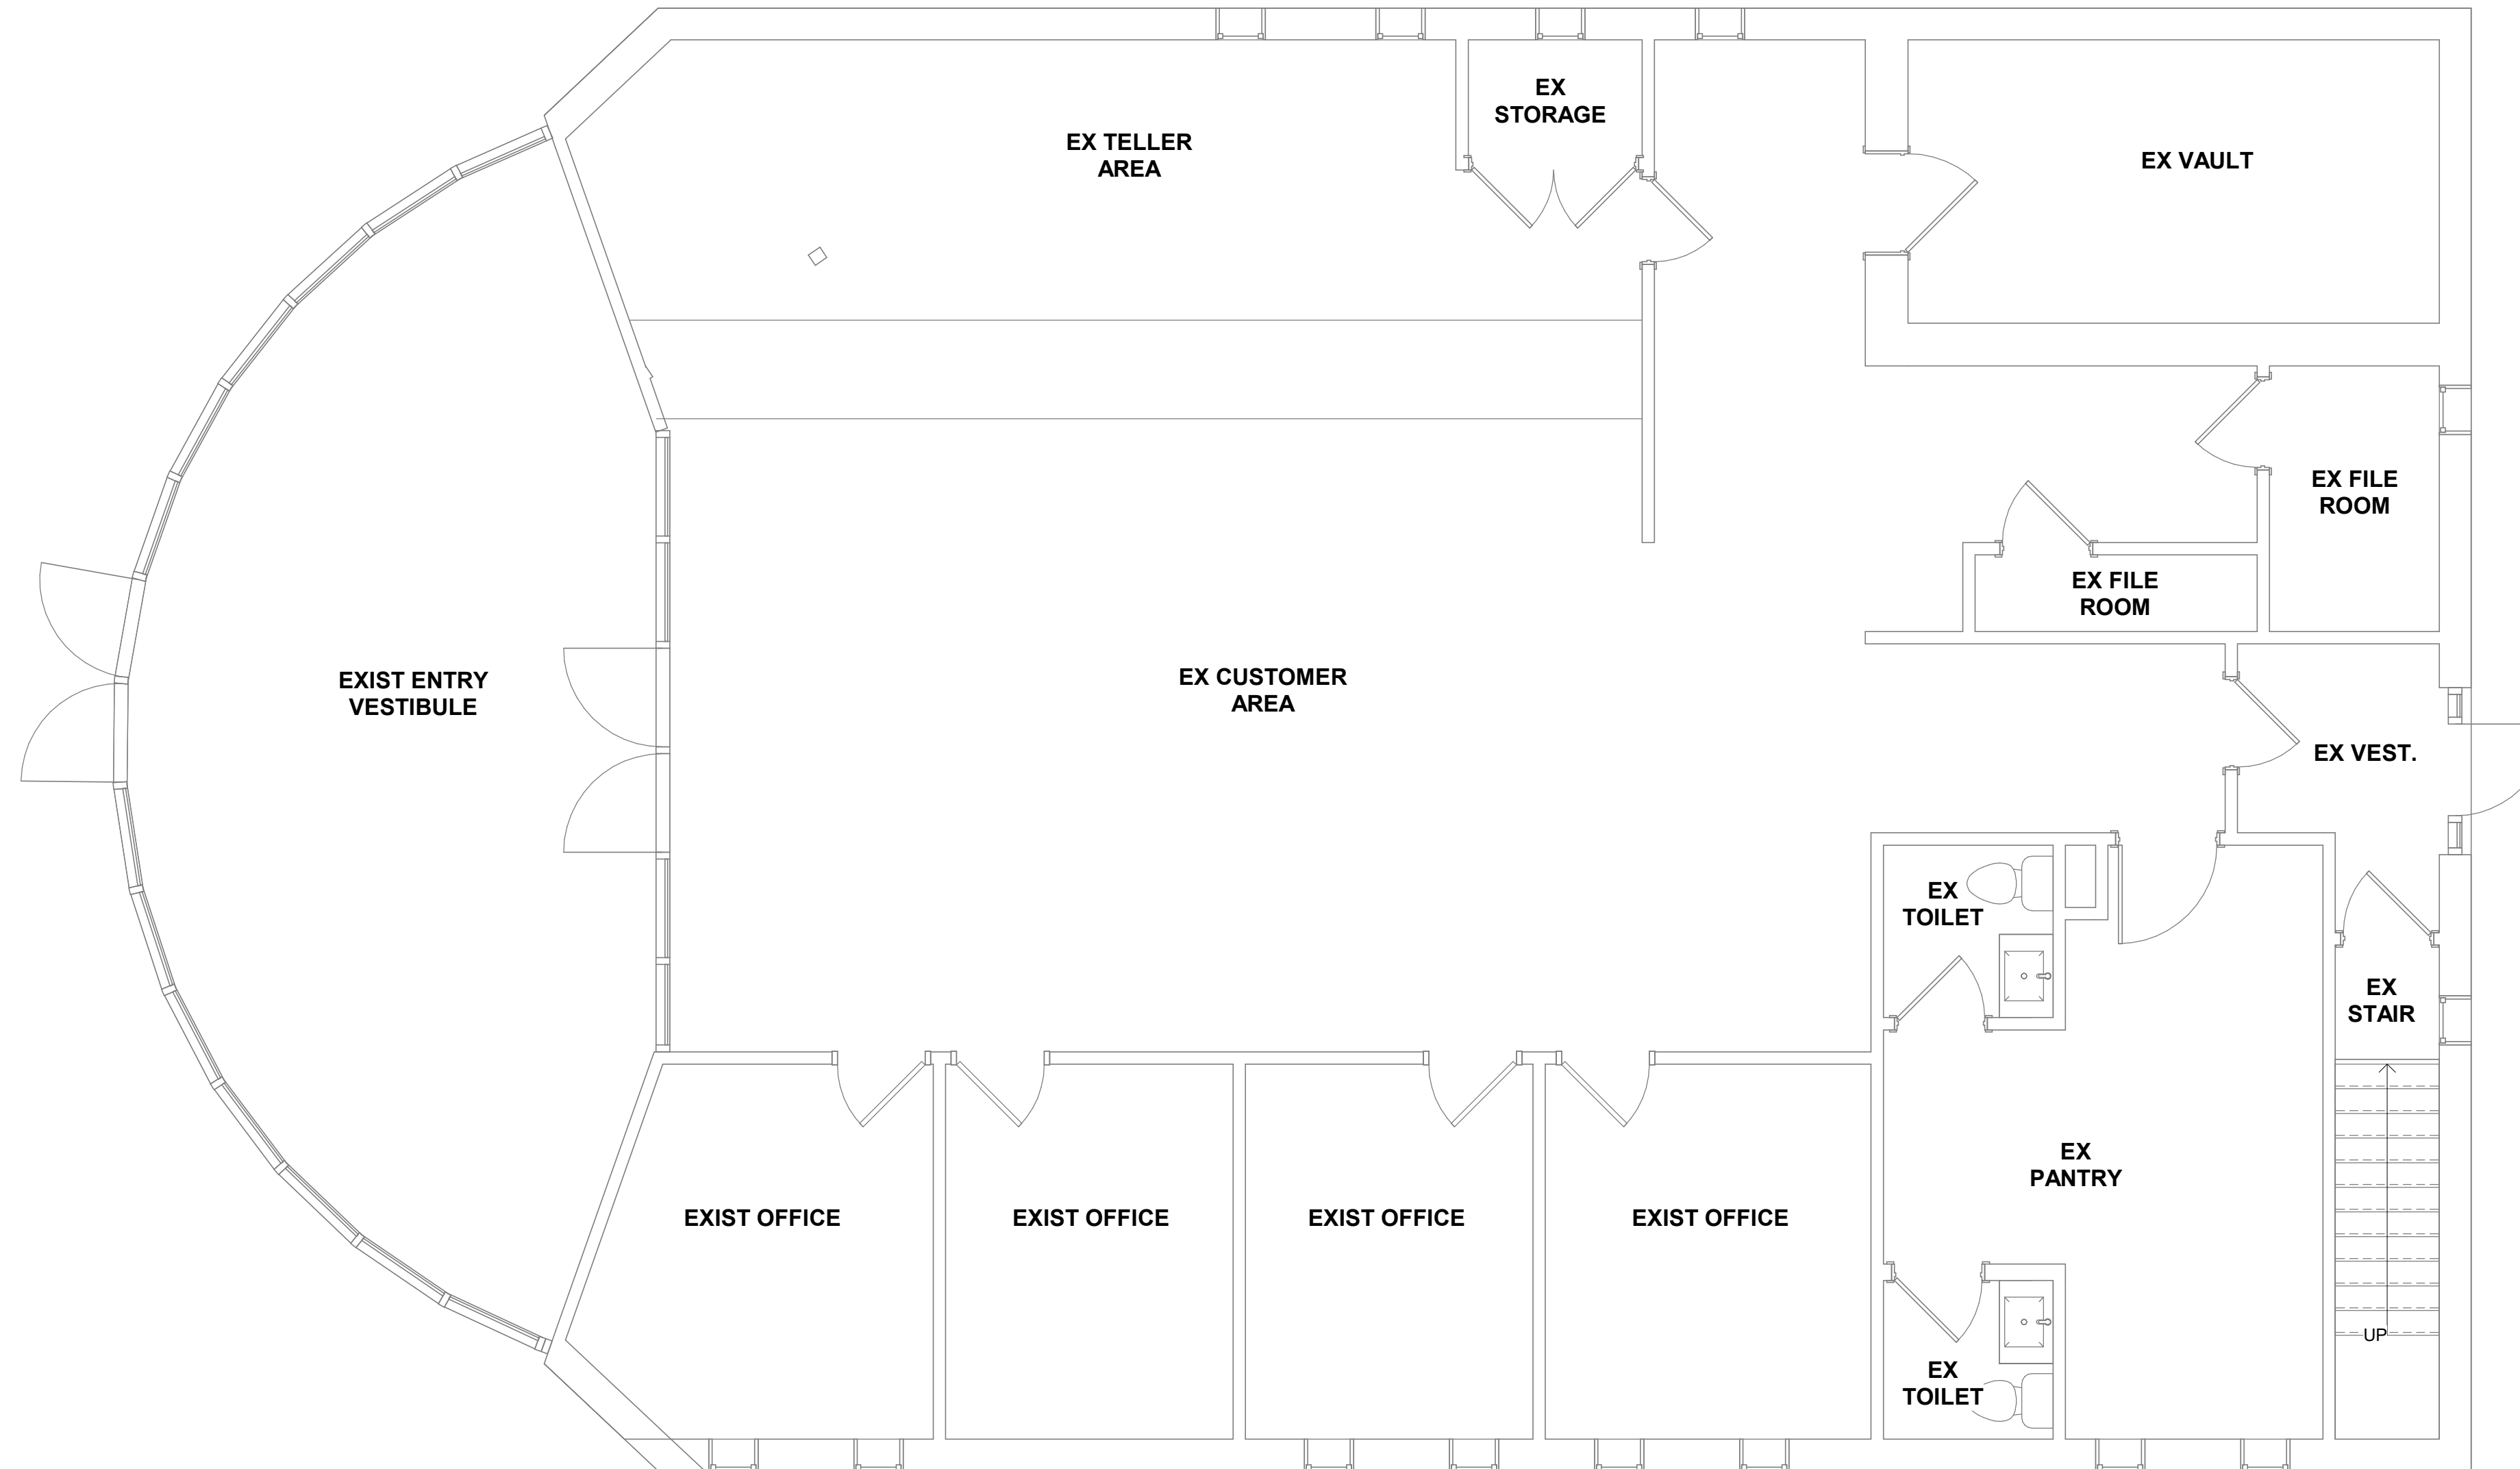 EX
STORAGE
EX TELLER
AREA
EX VAULT
EX FILE
ROOM
EX FILE
ROOM
EXIST ENTRY
VESTIBULE
EX CUSTOMER
AREA
EX VEST.
EX
TOILET
EX
STAIR
EX
PANTRY
EXIST OFFICE
EXIST OFFICE
EXIST OFFICE
EXIST OFFICE
UP
EX
TOILET